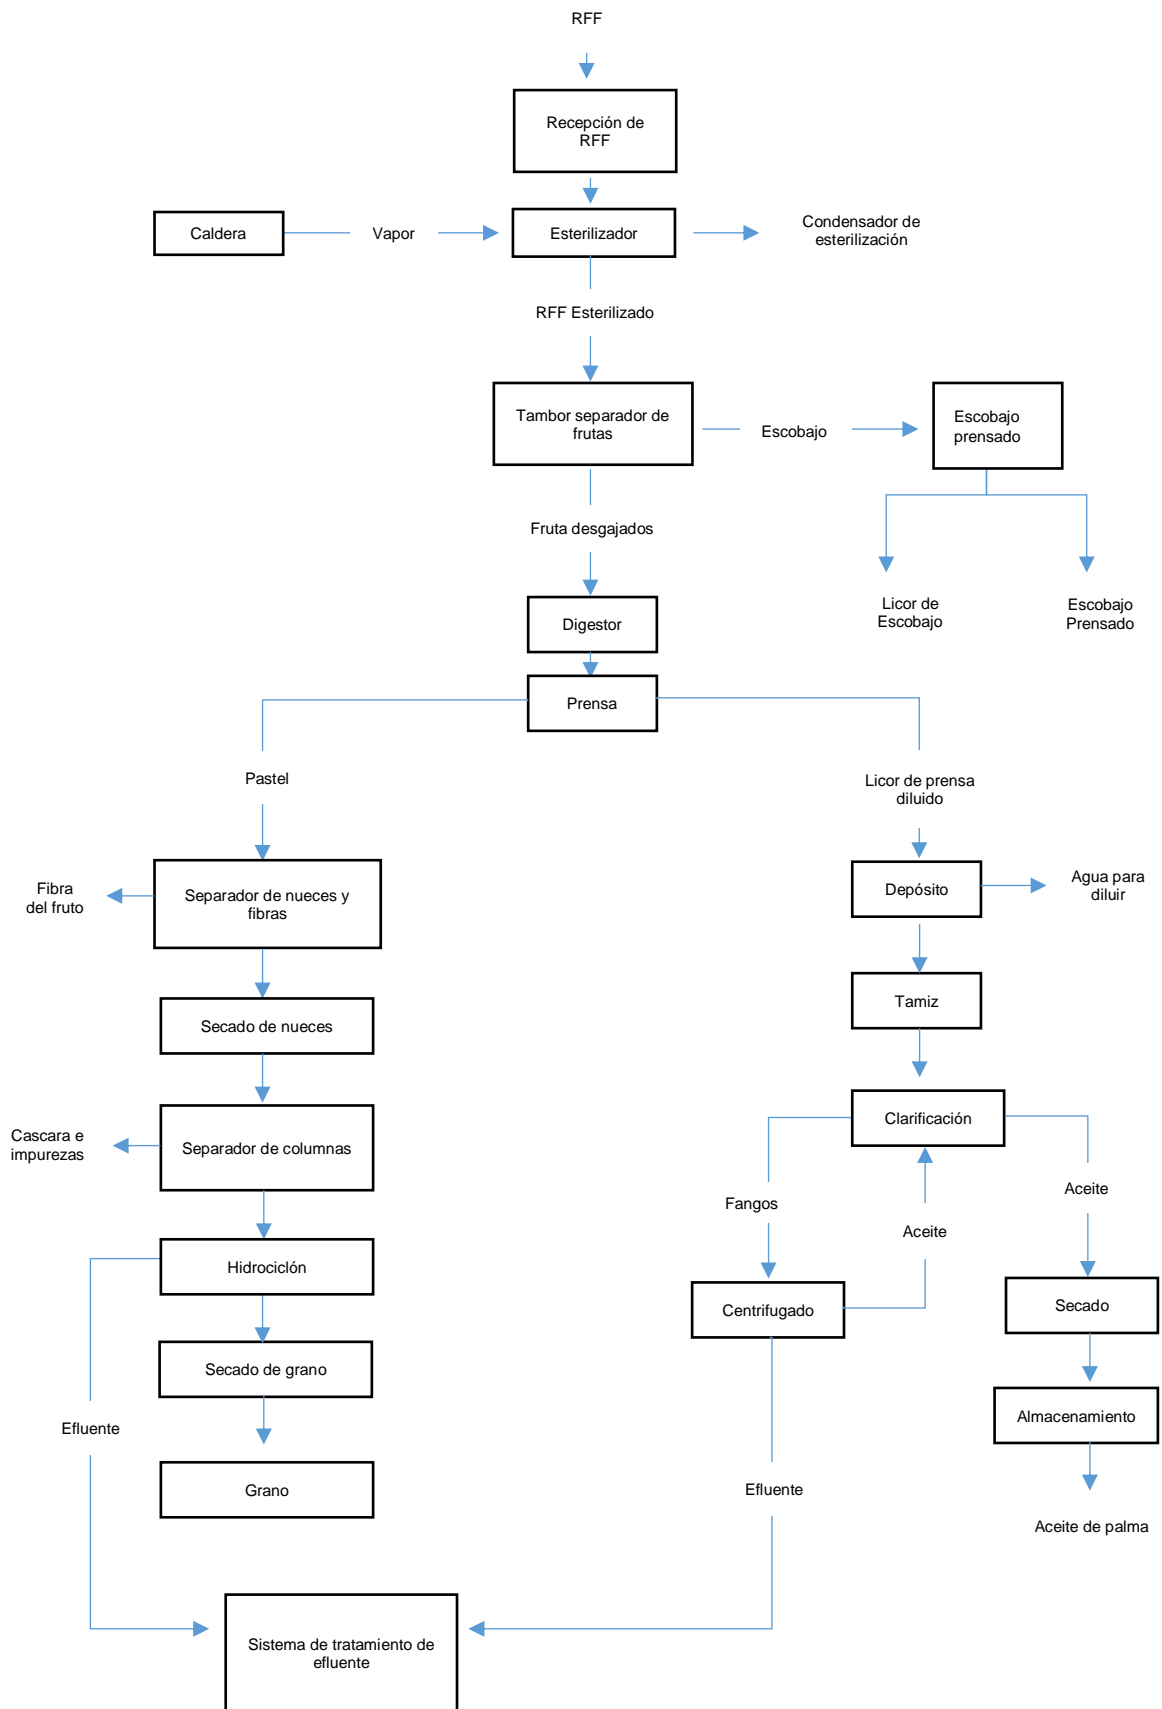 RFF
Recepción de
RFF
Caldera
Vapor
Esterilizador
Condensador de
esterilización
RFF Esterilizado
Tambor separador de
frutas
Escobajo
Escobajo
prensado
Fruta desgajados
Licor de
Escobajo
Escobajo
Prensado
Digestor
Prensa
Pastel
Licor de prensa
diluido
Fibra
del fruto
Separador de nueces y
fibras
Depósito
Agua para
diluir
Secado de nueces
Tamiz
Cascara e
impurezas
Separador de columnas
Clarificación
Fangos
Aceite
Aceite
Hidrociclón
Centrifugado
Secado
Secado de grano
Almacenamiento
Efluente
Grano
Efluente
Aceite de palma
Sistema de tratamiento de
efluente